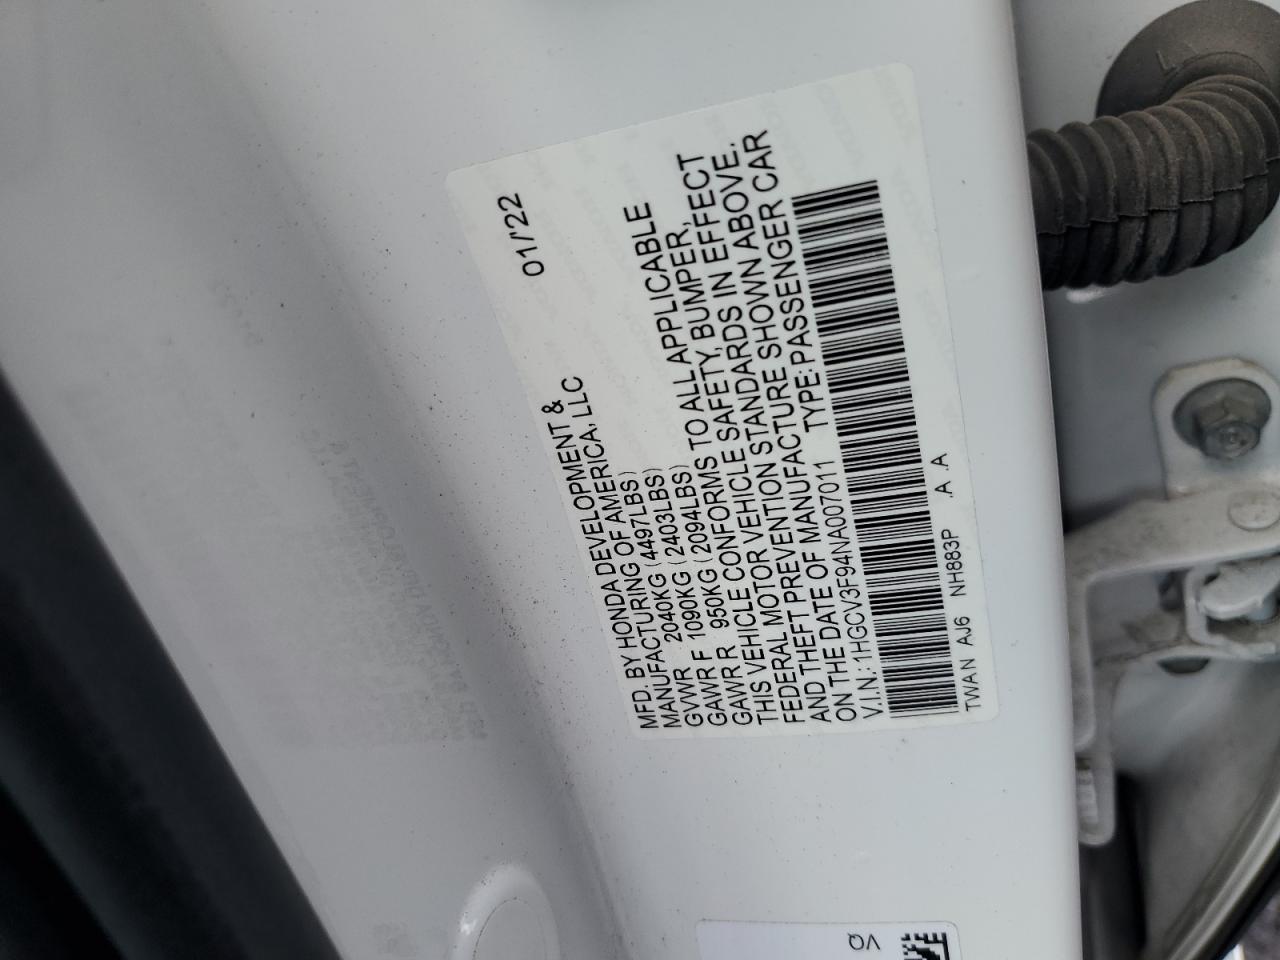 MFD. BY HONDA DEVELOPMENT &
MANUFACTURING OF AMERICA, LLC 01/'22
GVWR 2040KG (4497LBS)
GAWR F 1090KG (2403LBS)
GAWR R 950KG (2094LBS)
THIS VEHICLE CONFORMS TO ALL APPLICABLE
FEDERAL MOTOR VEHICLE SAFETY, BUMPER,
AND THEFT PREVENTION STANDARDS IN EFFECT
ON THE DATE OF MANUFACTURE SHOWN ABOVE.
V.I.N.: 1HGCV3F94NA007011 TYPE: PASSENGER CAR
TWAN AJ6 NH883P .A .A
VQ